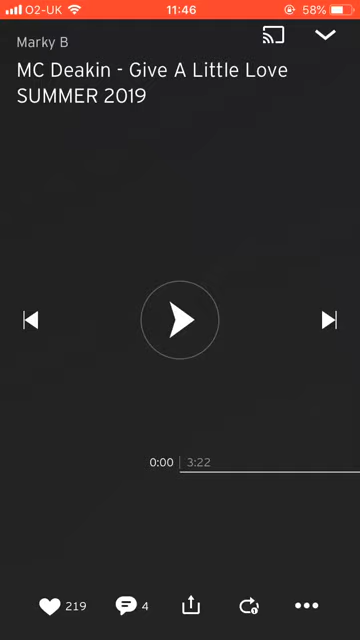 O2-UK 11:46 58%
Marky B
MC Deakin - Give A Little Love
SUMMER 2019
0:00 3:22
219 4 1